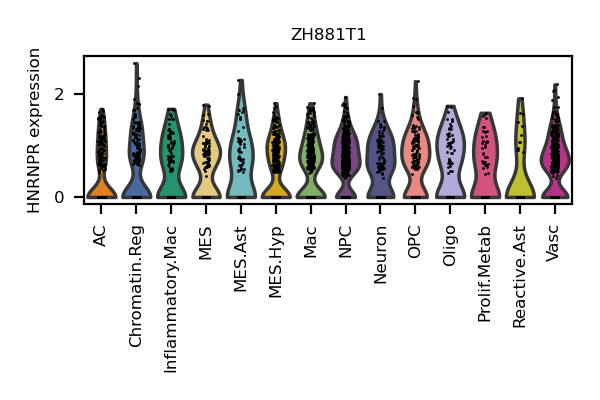 ZH881T1
HNRNPR expression
2
0
AC
Chromatin.Reg
Inflammatory.Mac
MES
MES.Ast
MES.Hyp
Mac
NPC
Neuron
OPC
Oligo
Prolif.Metab
Reactive.Ast
Vasc